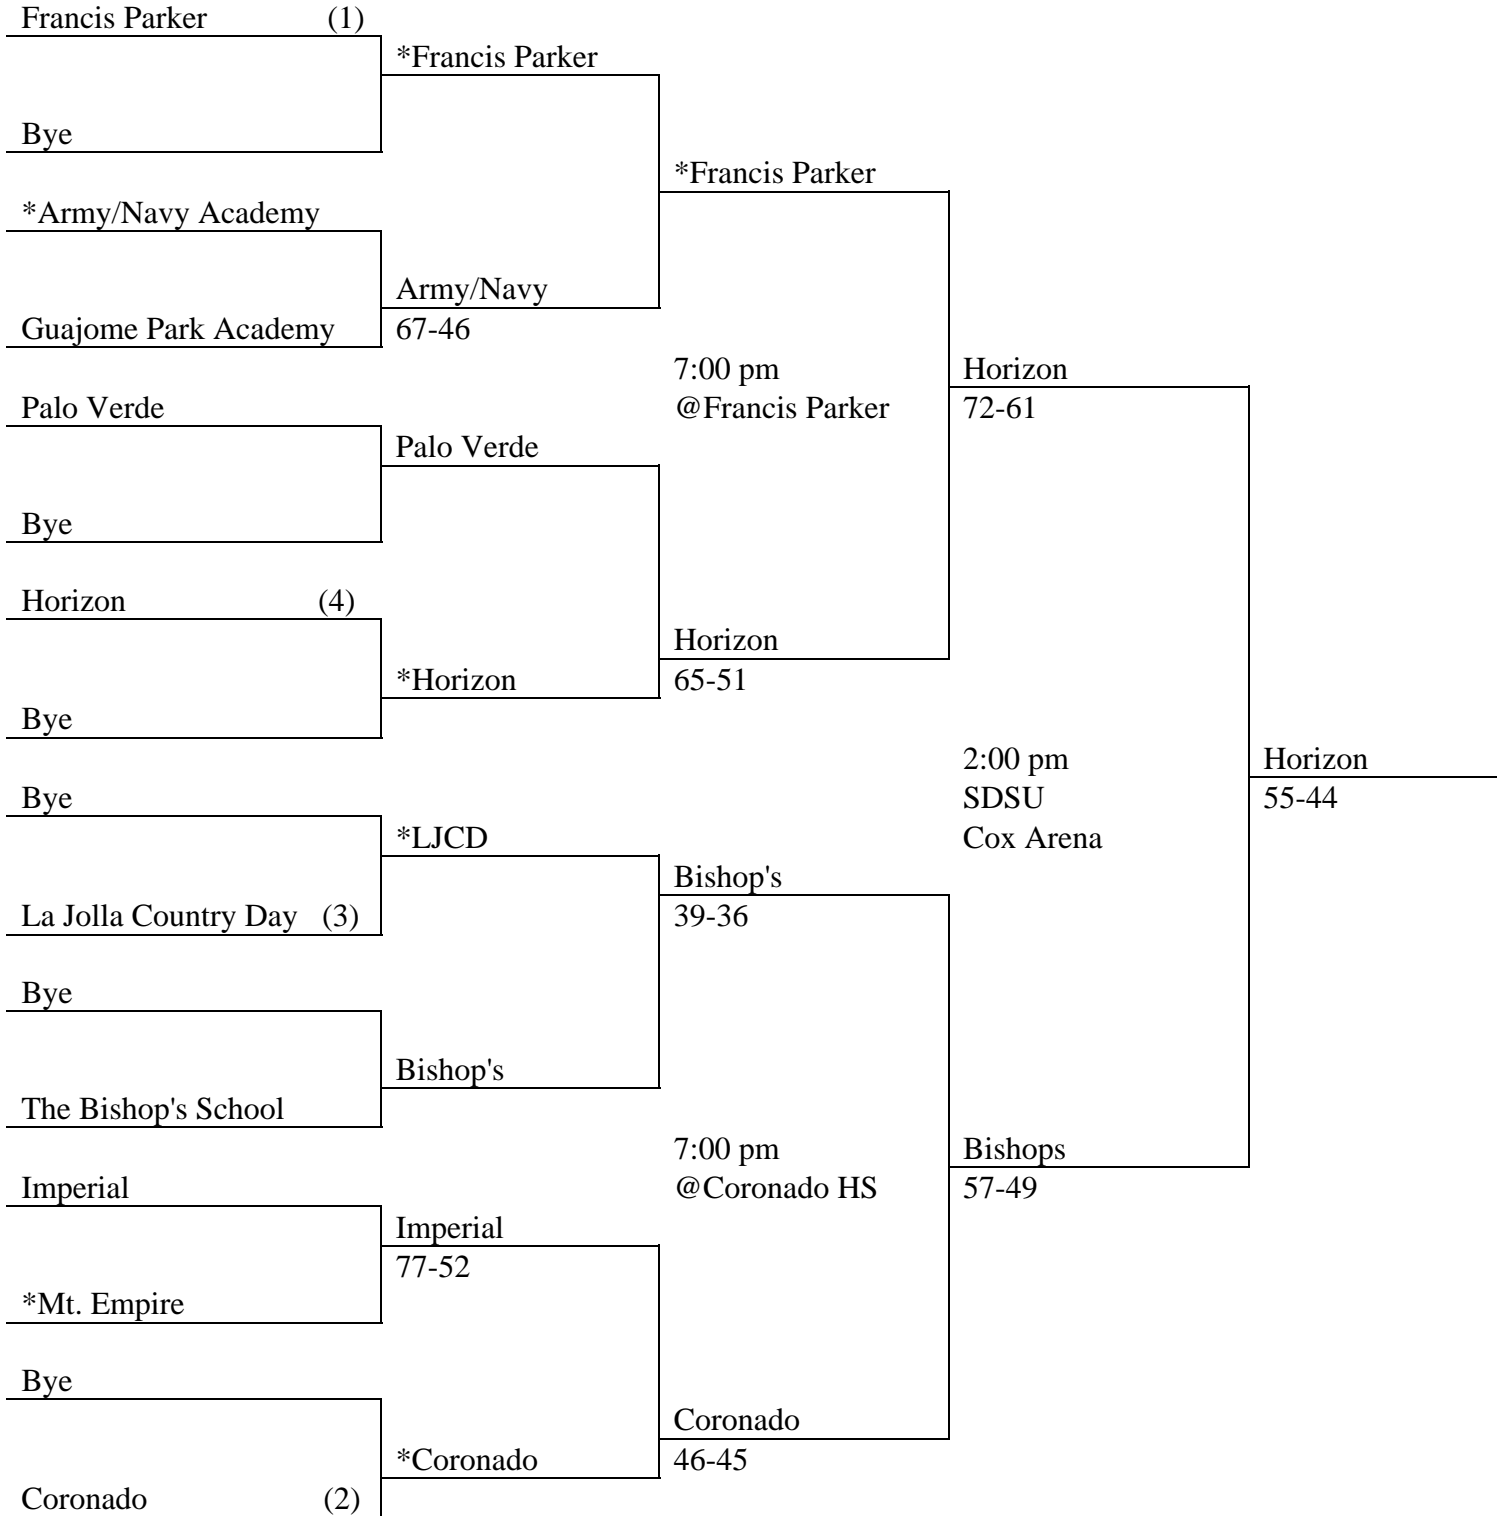 Francis Parker (1)
*Francis Parker
Bye
*Francis Parker
*Army/Navy Academy
Army/Navy
Guajome Park Academy
67-46
7:00 pm
@Francis Parker
Horizon
72-61
Palo Verde
Palo Verde
Bye
Horizon (4)
Horizon
65-51
*Horizon
Bye
2:00 pm
SDSU
Cox Arena
Horizon
55-44
Bye
*LJCD
Bishop's
39-36
La Jolla Country Day (3)
Bye
Bishop's
The Bishop's School
7:00 pm
@Coronado HS
Bishops
57-49
Imperial
Imperial
77-52
*Mt. Empire
Bye
Coronado
46-45
*Coronado
Coronado (2)